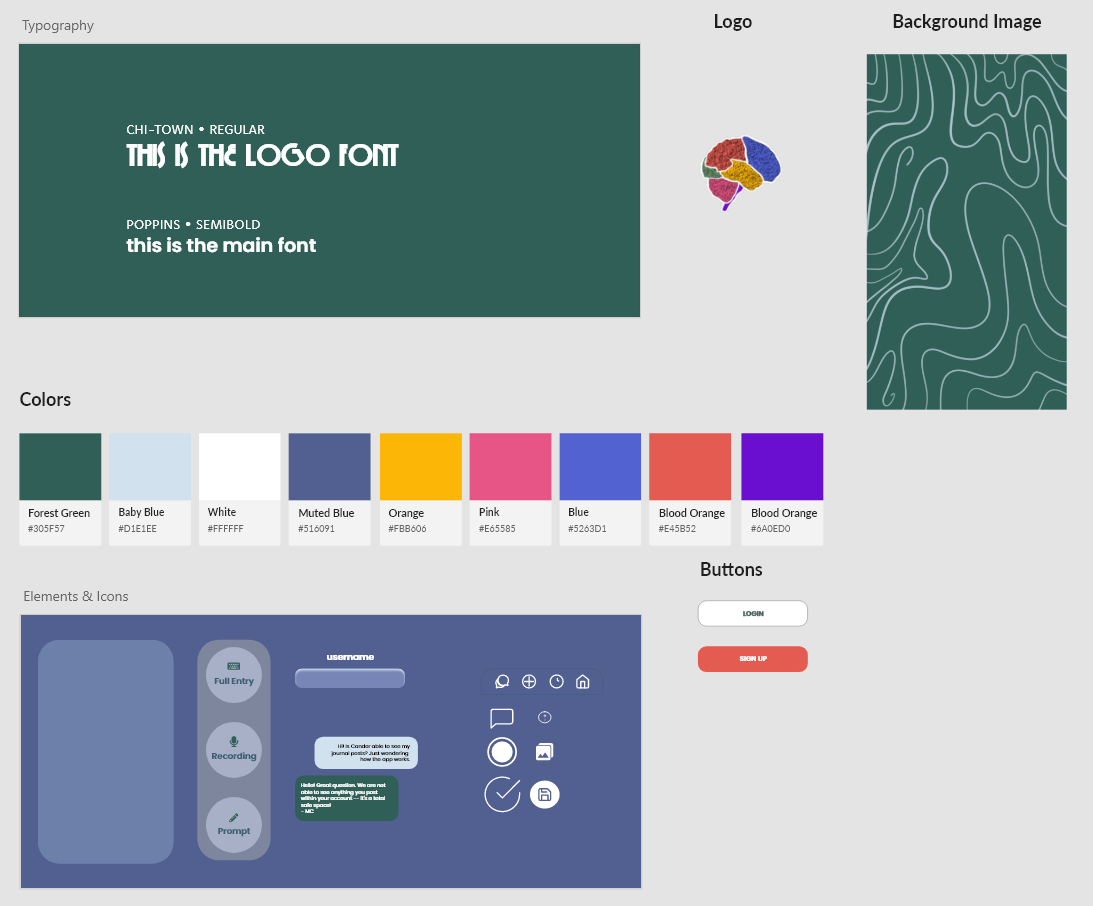 Typography
CHI-TOWN • REGULAR
THIS IS THE LOGO FONT
POPPINS • SEMIBOLD
this is the main font
Logo
Background Image
Colors
Forest Green
#305F57
Baby Blue
#D1E1EE
White
#FFFFFF
Muted Blue
#516091
Orange
#FBB606
Pink
#E65585
Blue
#5263D1
Blood Orange
#E45B52
Blood Orange
#6A0ED0
Elements & Icons
Full Entry
Recording
Prompt
username
Hi! Is Candor able to see my
journal posts? Just wondering
how the app works.
Hello! Great question. We are not
able to see anything you post
within your account — it's a total
safe space!
- MC
Buttons
LOGIN
SIGN UP